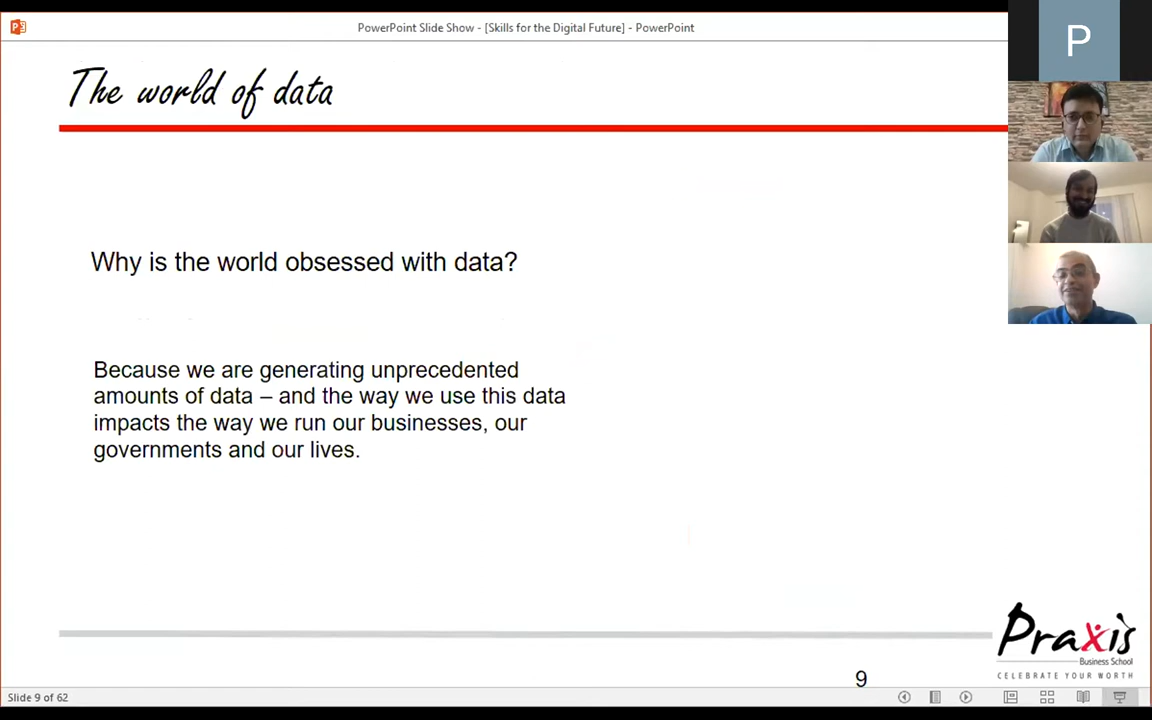 PowerPoint Slide Show - [Skills for the Digital Future] - PowerPoint
P
The world of data
Why is the world obsessed with data?
Because we are generating unprecedented
amounts of data – and the way we use this data
impacts the way we run our businesses, our
governments and our lives.
Praxis
Business School
CELEBRATE YOUR WORTH
9
Slide 9 of 62